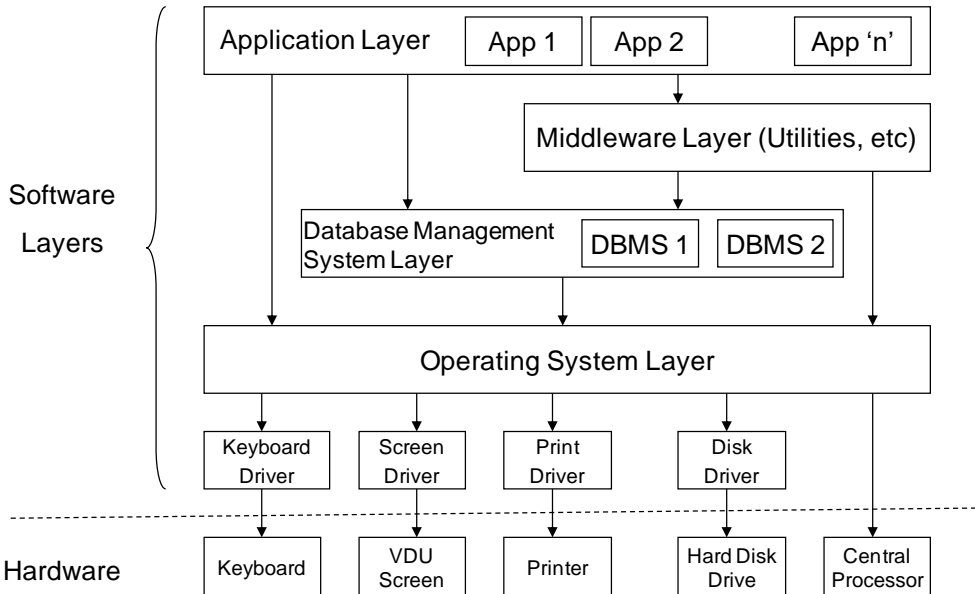 Application Layer
App 1
App 2
App ‘n’
Middleware Layer (Utilities, etc)
Software
Layers
Database Management
System Layer
DBMS 1
DBMS 2
Operating System Layer
Keyboard
Driver
Screen
Driver
Print
Driver
Disk
Driver
Hardware
Keyboard
VDU
Screen
Printer
Hard Disk
Drive
Central
Processor